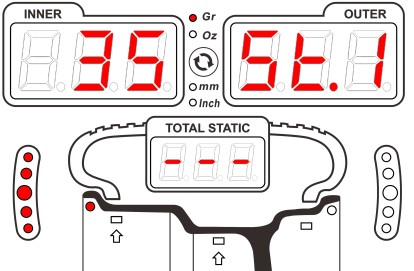 INNER
OUTER
35
Gr
Oz
mm
Inch
St.1
TOTAL STATIC
---